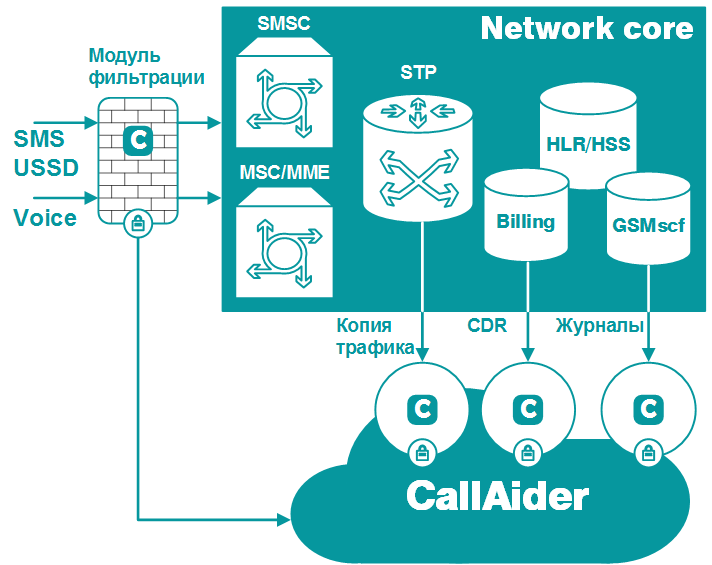 SMSC
Network core
Модуль
фильтрации
STP
C
SMS
USSD
HLR/HSS
MSC/MME
Voice
Billing
GSMscf
Копия
трафика
CDR
Журналы
C
C
C
CallAider